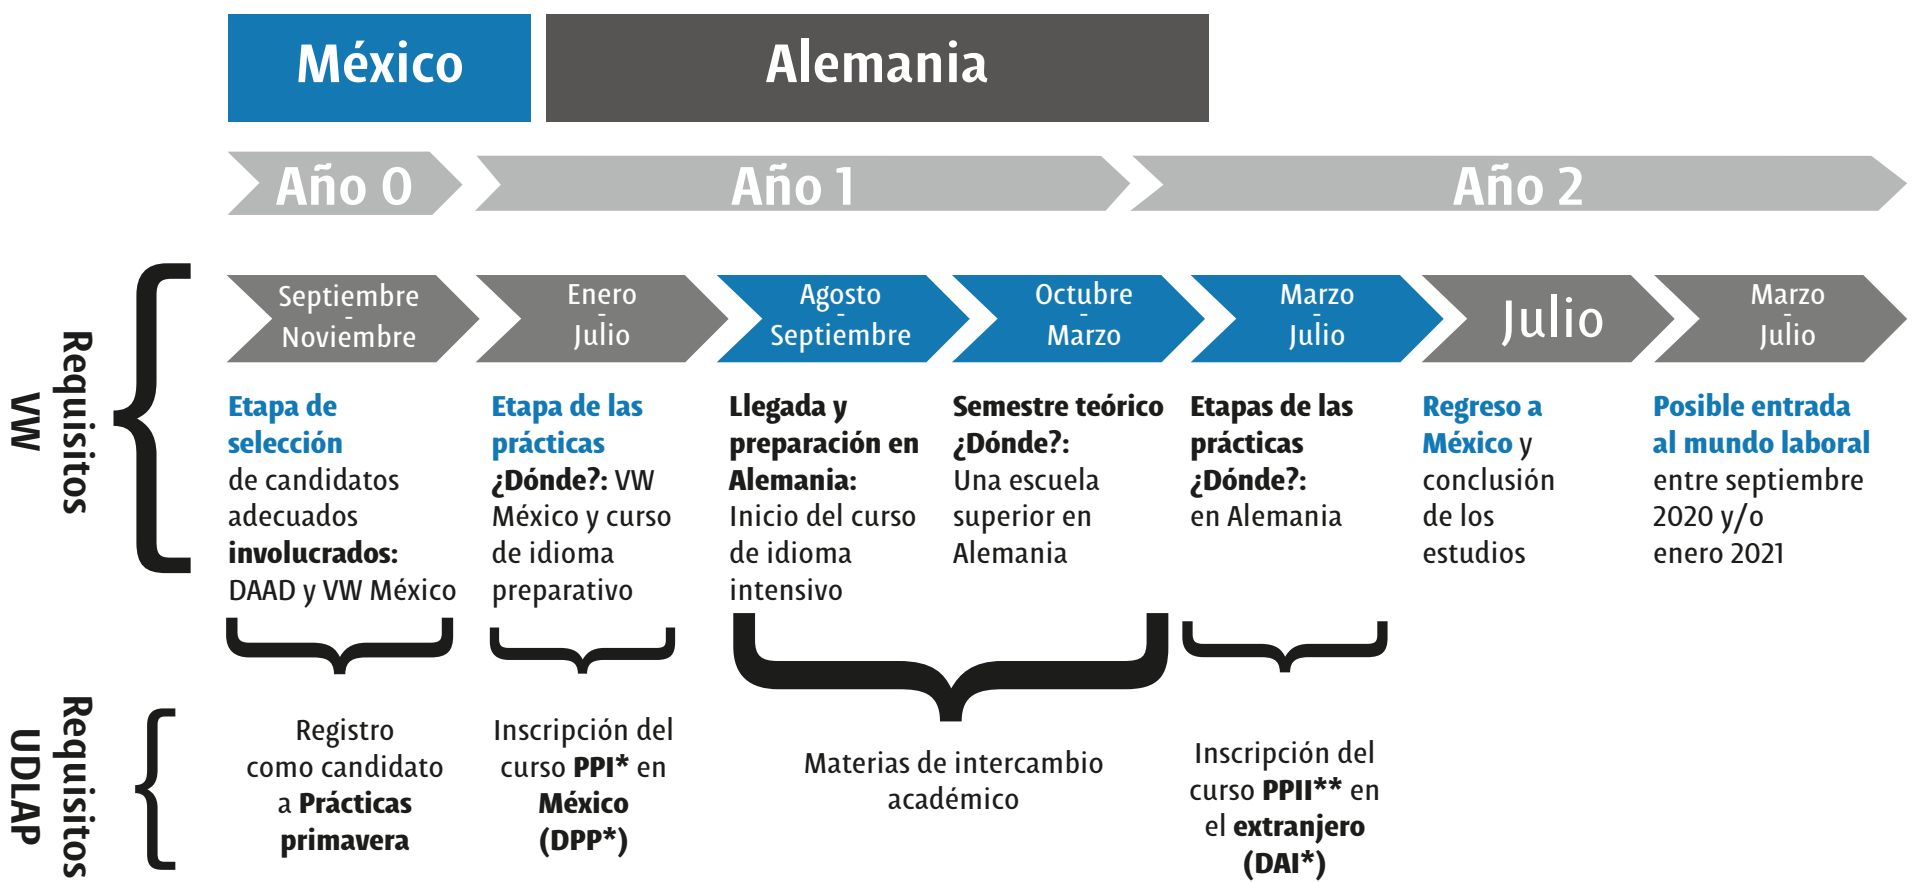 México
Alemania
Año 0
Año 1
Año 2
Requisitos
VW
Septiembre
-
Noviembre
Enero
-
Julio
Agosto
-
Septiembre
Octubre
-
Marzo
Marzo
-
Julio
Julio
Marzo
-
Julio
Etapa de
selección
de candidatos
adecuados
involucrados:
DAAD y VW México
Etapa de las
prácticas
¿Dónde?: VW
México y curso
de idioma
preparativo
Llegada y
preparación en
Alemania:
Inicio del curso
de idioma
intensivo
Semestre teórico
¿Dónde?:
Una escuela
superior en
Alemania
Etapas de las
prácticas
¿Dónde?:
en Alemania
Regreso a
México y
conclusión
de los
estudios
Posible entrada
al mundo laboral
entre septiembre
2020 y/o
enero 2021
Requisitos
UDLAP
Registro
como candidato
a Prácticas
primavera
Inscripción del
curso PPI* en
México
(DPP*)
Materias de intercambio
académico
Inscripción del
curso PPII** en
el extranjero
(DAI*)